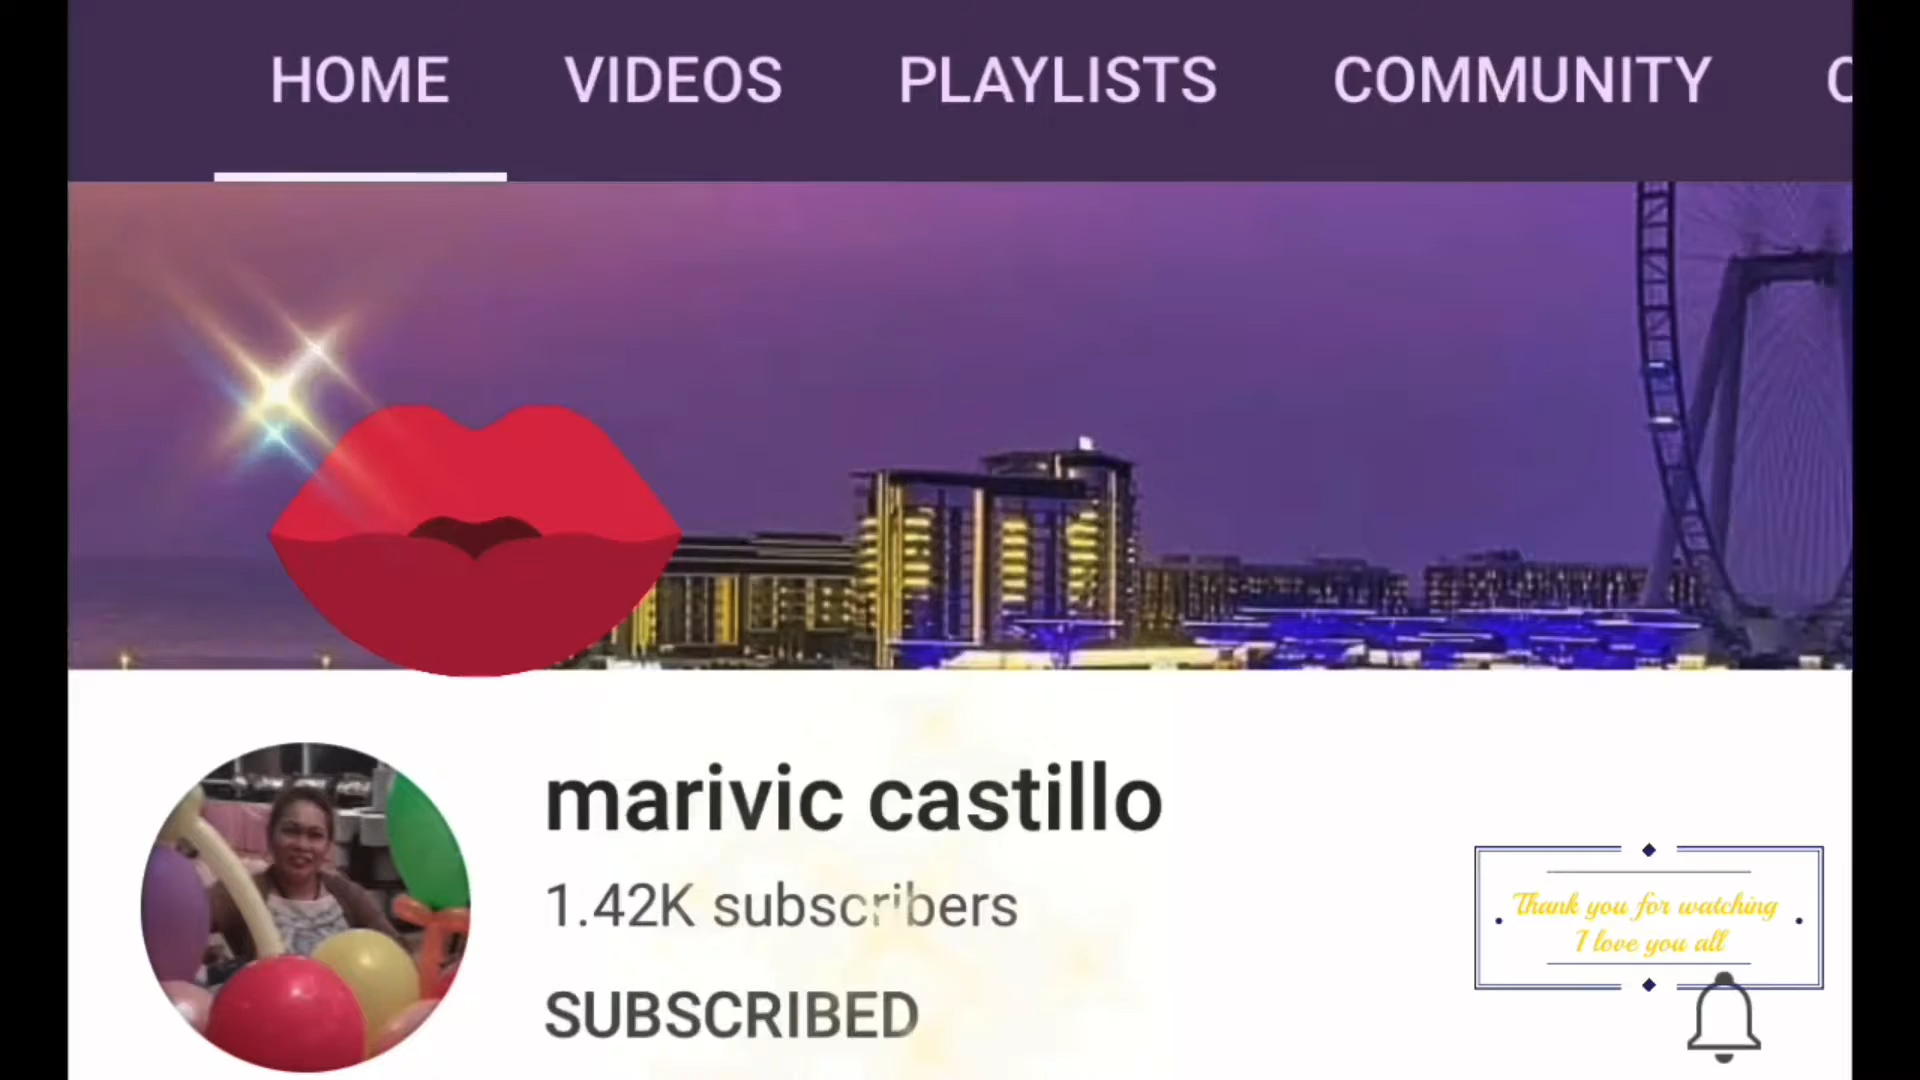 HOME VIDEOS PLAYLISTS COMMUNITY
marivic castillo
1.42K subscribers
Thank you for watching
I love you all
SUBSCRIBED